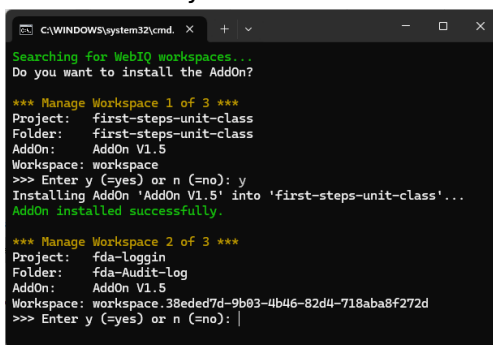 C:\WINDOWS\system32\cmd.
Searching for WebIQ workspaces...
Do you want to install the AddOn?
*** Manage Workspace 1 of 3 ***
Project: first-steps-unit-class
Folder: first-steps-unit-class
AddOn: AddOn V1.5
Workspace: workspace
>>> Enter y (=yes) or n (=no): y
Installing AddOn 'AddOn V1.5' into 'first-steps-unit-class'...
AddOn installed successfully.
*** Manage Workspace 2 of 3 ***
Project: fda-loggin
Folder: fda-Audit-log
AddOn: AddOn V1.5
Workspace: workspace.38eded7d-9b03-4b46-82d4-718aba8f272d
>>> Enter y (=yes) or n (=no):